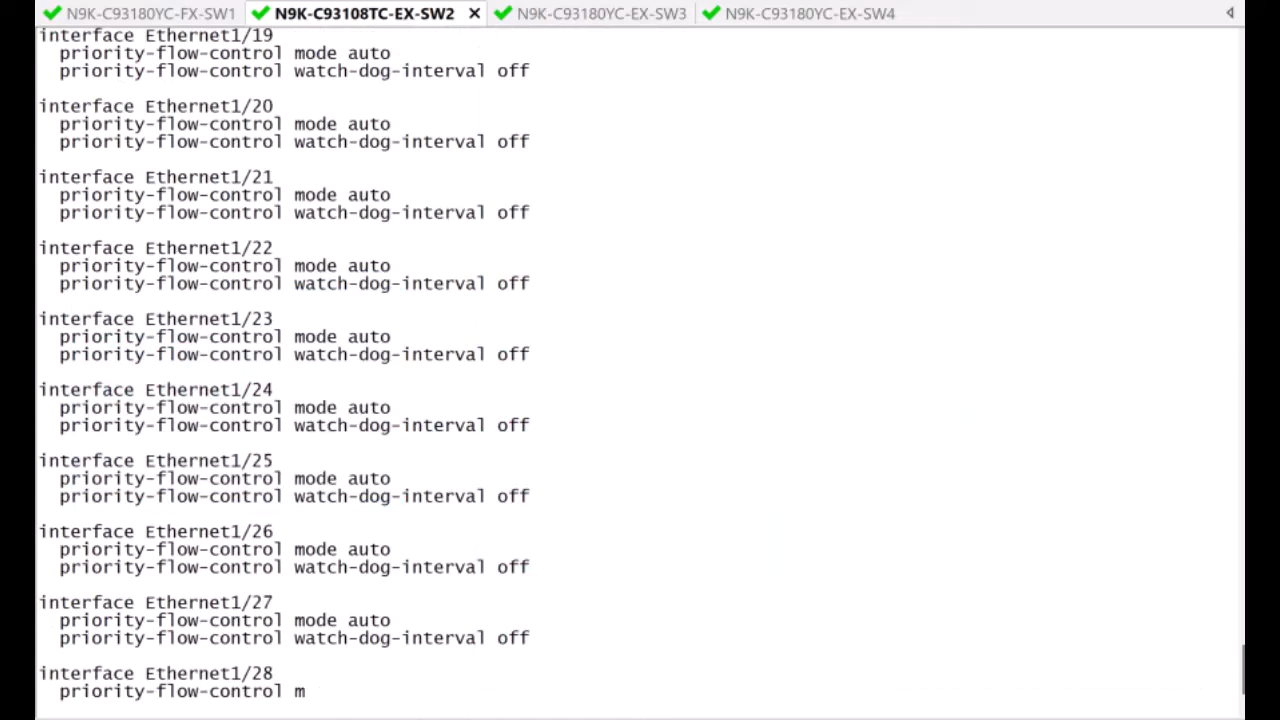 N9K-C93180YC-FX-SW1 N9K-C93108TC-EX-SW2 N9K-C93180YC-EX-SW3 N9K-C93180YC-EX-SW4
interface Ethernet1/19
priority-flow-control mode auto
priority-flow-control watch-dog-interval off
interface Ethernet1/20
priority-flow-control mode auto
priority-flow-control watch-dog-interval off
interface Ethernet1/21
priority-flow-control mode auto
priority-flow-control watch-dog-interval off
interface Ethernet1/22
priority-flow-control mode auto
priority-flow-control watch-dog-interval off
interface Ethernet1/23
priority-flow-control mode auto
priority-flow-control watch-dog-interval off
interface Ethernet1/24
priority-flow-control mode auto
priority-flow-control watch-dog-interval off
interface Ethernet1/25
priority-flow-control mode auto
priority-flow-control watch-dog-interval off
interface Ethernet1/26
priority-flow-control mode auto
priority-flow-control watch-dog-interval off
interface Ethernet1/27
priority-flow-control mode auto
priority-flow-control watch-dog-interval off
interface Ethernet1/28
priority-flow-control m